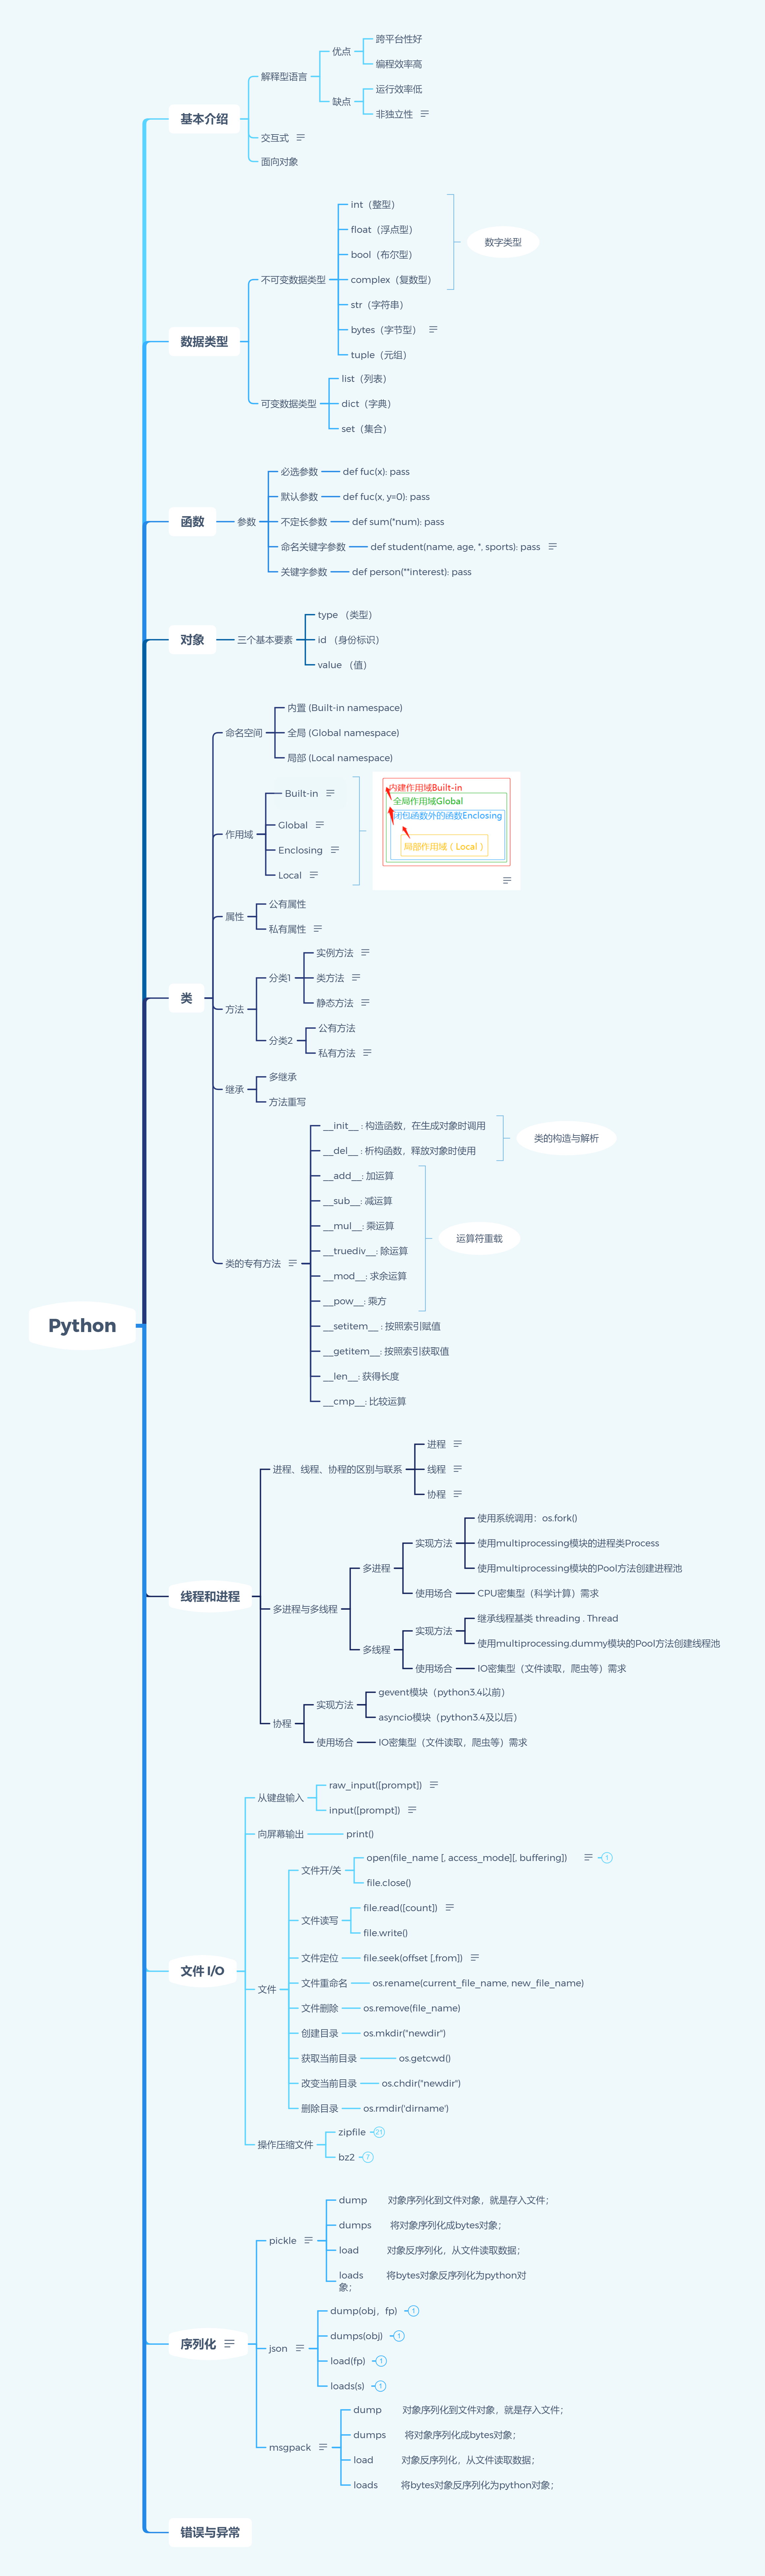 跨平台性好
优点
编程效率高
解释型语言
运行效率低
缺点
非独立性
基本介绍
交互式
面向对象
int（整型）
float（浮点型）
数字类型
bool（布尔型）
complex（复数型）
不可变数据类型
str（字符串）
bytes（字节型）
数据类型
tuple（元组）
list（列表）
可变数据类型
dict（字典）
set（集合）
必选参数
def fuc(x): pass
默认参数
def fuc(x, y=0): pass
函数
参数
不定长参数
def sum(*num): pass
命名关键字参数
def student(name, age, *, sports): pass
关键字参数
def person(**interest): pass
type （类型）
对象
三个基本要素
id （身份标识）
value （值）
内置 (Built-in namespace)
命名空间
全局 (Global namespace)
局部 (Local namespace)
Built-in
作用域
Global
Enclosing
Local
内建作用域Built-in
全局作用域Global
闭包函数外的函数Enclosing
局部作用域（Local）
属性
公有属性
私有属性
类
方法
分类1
实例方法
类方法
静态方法
分类2
公有方法
私有方法
继承
多继承
方法重写
__init__ : 构造函数，在生成对象时调用
类的构造与解析
__del__ : 析构函数，释放对象时使用
__add__: 加运算
__sub__: 减运算
__mul__: 乘运算
运算符重载
__truediv__: 除运算
类的专有方法
__mod__: 求余运算
__pow__: 乘方
__setitem__ : 按照索引赋值
__getitem__: 按照索引获取值
__len__: 获得长度
__cmp__: 比较运算
Python
进程、线程、协程的区别与联系
进程
线程
协程
线程和进程
多进程与多线程
多进程
实现方法
使用系统调用：os.fork()
使用multiprocessing模块的进程类Process
使用multiprocessing模块的Pool方法创建进程池
使用场合
CPU密集型（科学计算）需求
多线程
实现方法
继承线程基类 threading . Thread
使用multiprocessing.dummy模块的Pool方法创建线程池
使用场合
IO密集型（文件读取，爬虫等）需求
协程
实现方法
gevent模块（python3.4以前）
asyncio模块（python3.4及以后）
使用场合
IO密集型（文件读取，爬虫等）需求
从键盘输入
raw_input([prompt])
input([prompt])
向屏幕输出
print()
文件 I/O
文件
文件开/关
open(file_name [, access_mode][, buffering])
1
file.close()
文件读写
file.read([count])
file.write()
文件定位
file.seek(offset [,from])
文件重命名
os.rename(current_file_name, new_file_name)
文件删除
os.remove(file_name)
创建目录
os.mkdir("newdir")
获取当前目录
os.getcwd()
改变当前目录
os.chdir("newdir")
删除目录
os.rmdir('dirname')
操作压缩文件
zipfile
21
bz2
7
序列化
pickle
dump 对象序列化到文件对象，就是存入文件；
dumps 将对象序列化成bytes对象；
load 对象反序列化，从文件读取数据；
loads 将bytes对象反序列化为python对
象；
json
dump(obj，fp)
1
dumps(obj)
1
load(fp)
1
loads(s)
1
msgpack
dump 对象序列化到文件对象，就是存入文件；
dumps 将对象序列化成bytes对象；
load 对象反序列化，从文件读取数据；
loads 将bytes对象反序列化为python对象；
错误与异常